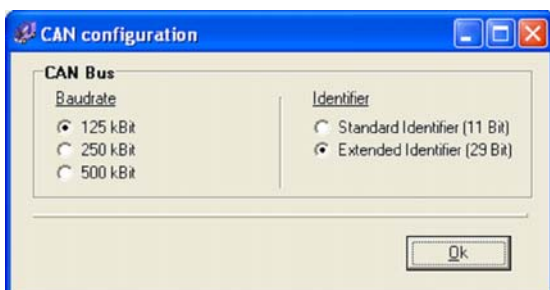 CAN configuration
CAN Bus
Baudrate
125 kBit
250 kBit
500 kBit
Identifier
Standard Identifier (11 Bit)
Extended Identifier (29 Bit)
Ok